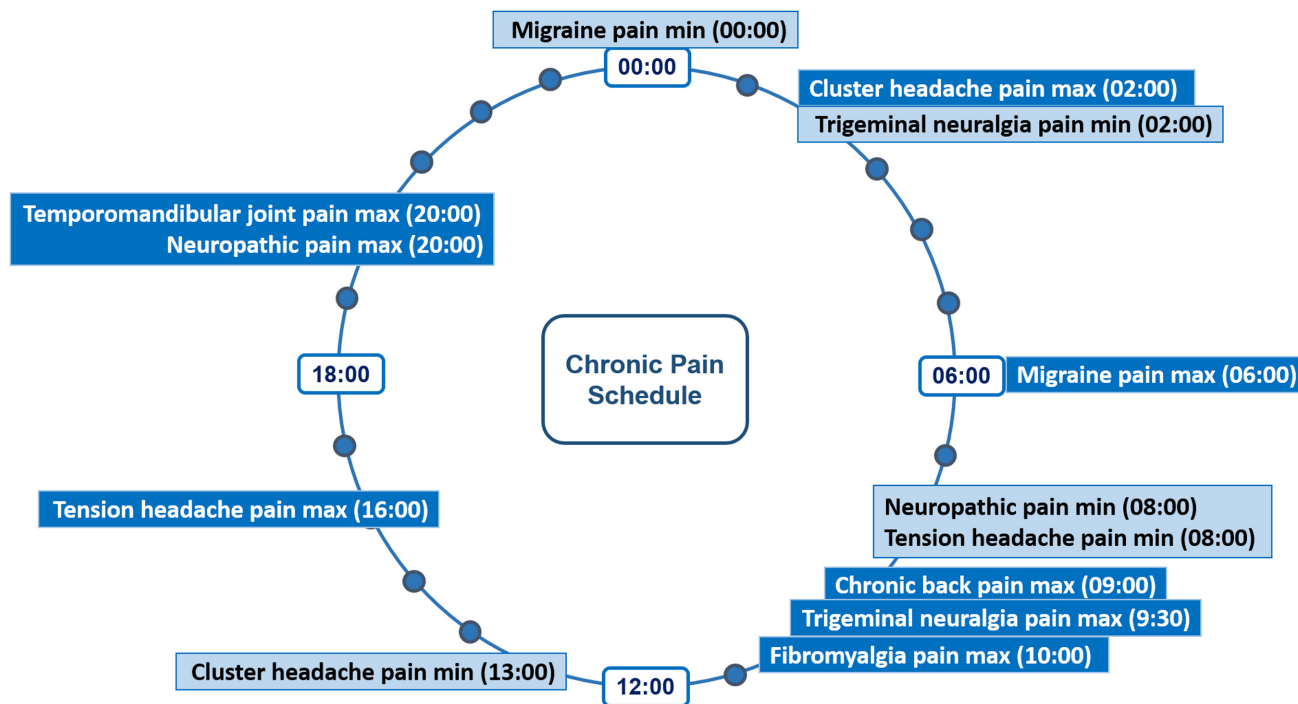 Migraine pain min (00:00)
00:00
Cluster headache pain max (02:00)
Trigeminal neuralgia pain min (02:00)
Temporomandibular joint pain max (20:00)
Neuropathic pain max (20:00)
Chronic Pain
Schedule
18:00
06:00
Migraine pain max (06:00)
Neuropathic pain min (08:00)
Tension headache pain min (08:00)
Tension headache pain max (16:00)
Chronic back pain max (09:00)
Trigeminal neuralgia pain max (9:30)
Fibromyalgia pain max (10:00)
Cluster headache pain min (13:00)
12:00